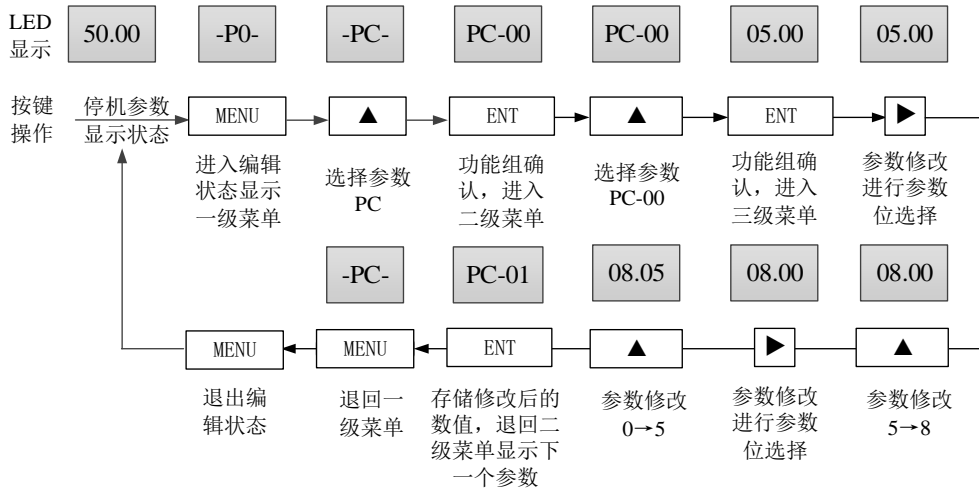 LED
显示
50.00
-P0-
-PC-
PC-00
PC-00
05.00
05.00
按键
操作
停机参数
显示状态
MENU
▲
ENT
▲
ENT
▶
进入编辑
状态显示
一级菜单
选择参数
PC
功能组确
认，进入
二级菜单
选择参数
PC-00
功能组确
认，进入
三级菜单
参数修改
进行参数
位选择
-PC-
PC-01
08.05
08.00
08.00
MENU
MENU
ENT
▲
▶
▲
退出编
辑状态
退回一
级菜单
存储修改后的
数值，退回二
级菜单显示下
一个参数
参数修改
0→5
参数修改
进行参数
位选择
参数修改
5→8